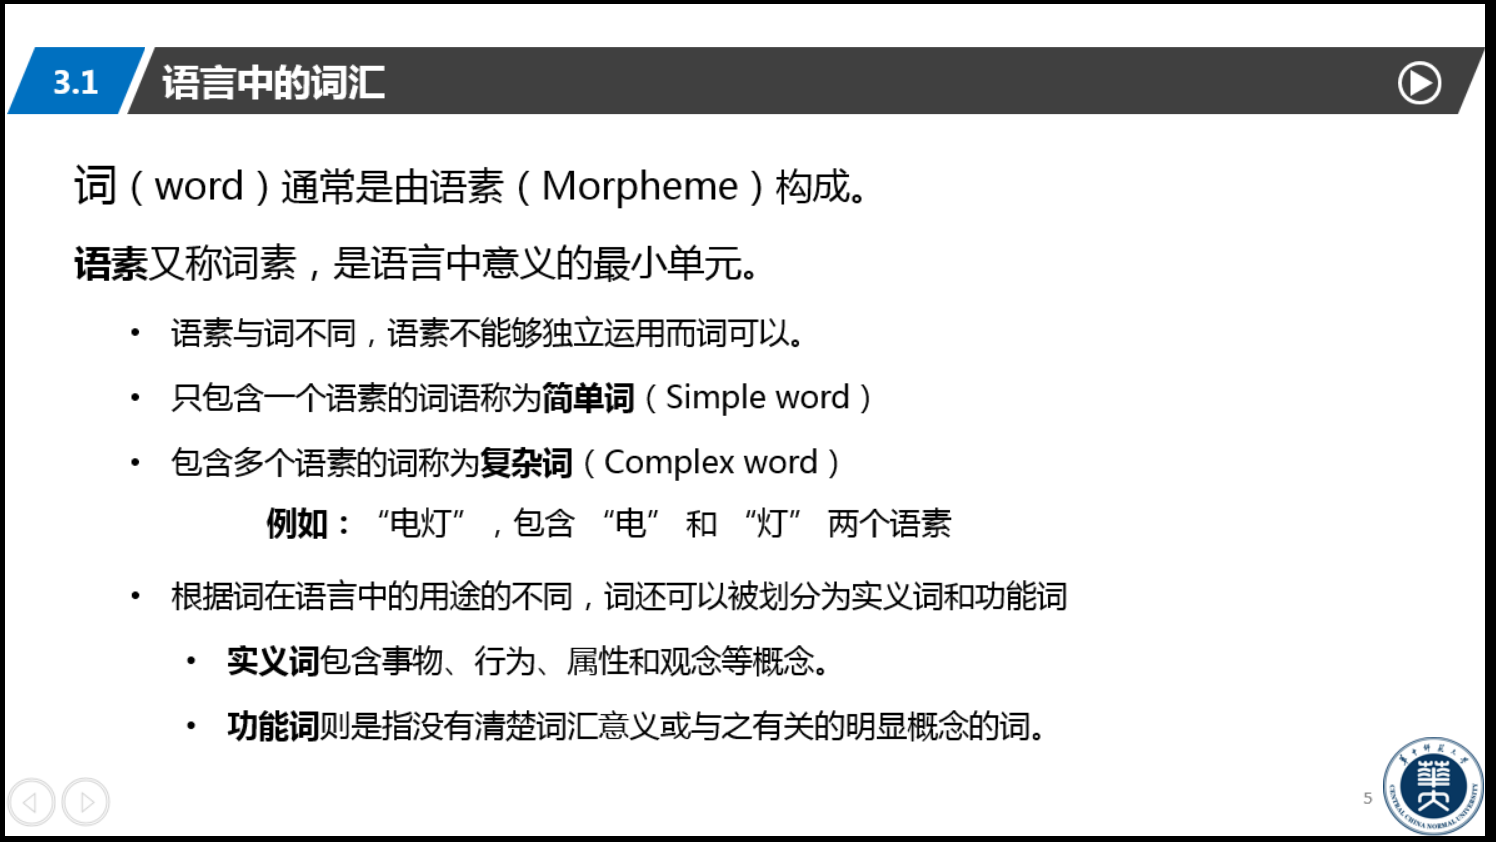 3.1 语言中的词汇
词（word）通常是由语素（Morpheme）构成。
语素又称词素，是语言中意义的最小单元。
• 语素与词不同，语素不能够独立运用而词可以。
• 只包含一个语素的词语称为简单词（Simple word）
• 包含多个语素的词称为复杂词（Complex word）
例如：“电灯”，包含 “电” 和 “灯” 两个语素
• 根据词在语言中的用途的不同，词还可以被划分为实义词和功能词
• 实义词包含事物、行为、属性和观念等概念。
• 功能词则是指没有清楚词汇意义或与之有关的明显概念的词。
5
华中师范大学
華大
CENTRAL CHINA NORMAL UNIVERSITY